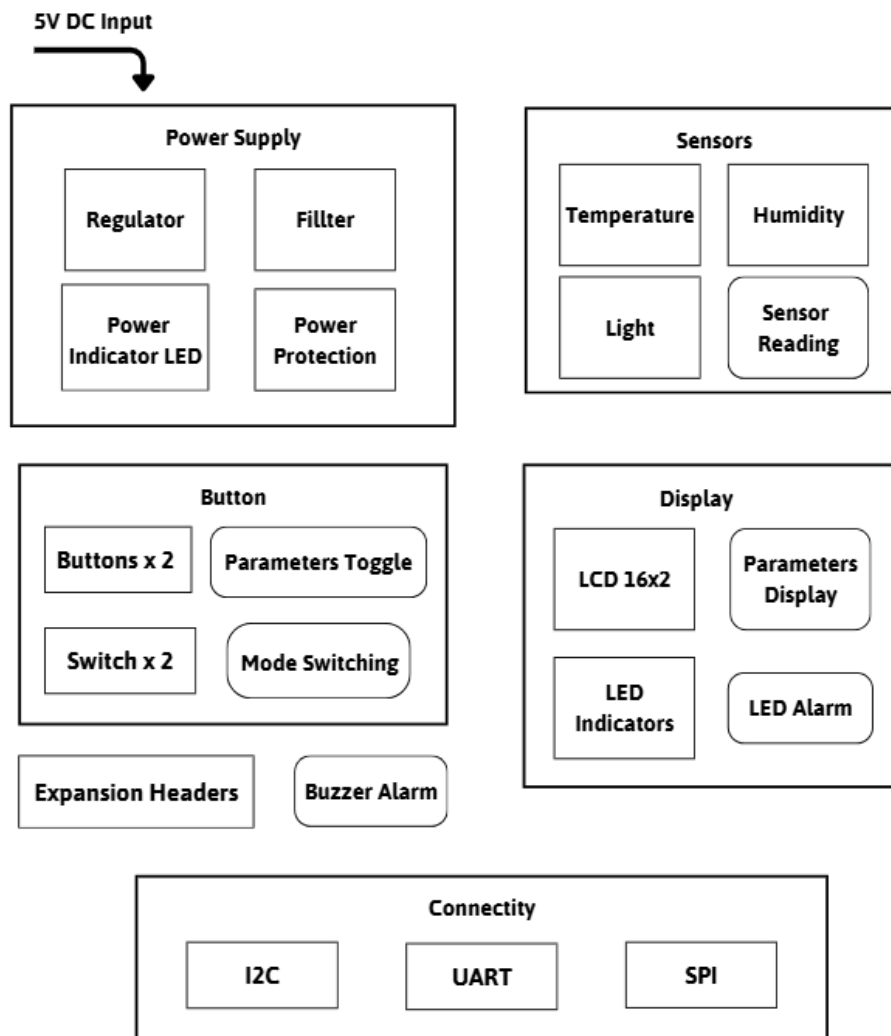 5V DC Input
Power Supply
Regulator
Fillter
Power
Indicator LED
Power
Protection
Sensors
Temperature
Humidity
Light
Sensor
Reading
Button
Buttons x 2
Parameters Toggle
Switch x 2
Mode Switching
Display
LCD 16x2
Parameters
Display
LED
Indicators
LED Alarm
Expansion Headers
Buzzer Alarm
Connectity
I2C
UART
SPI